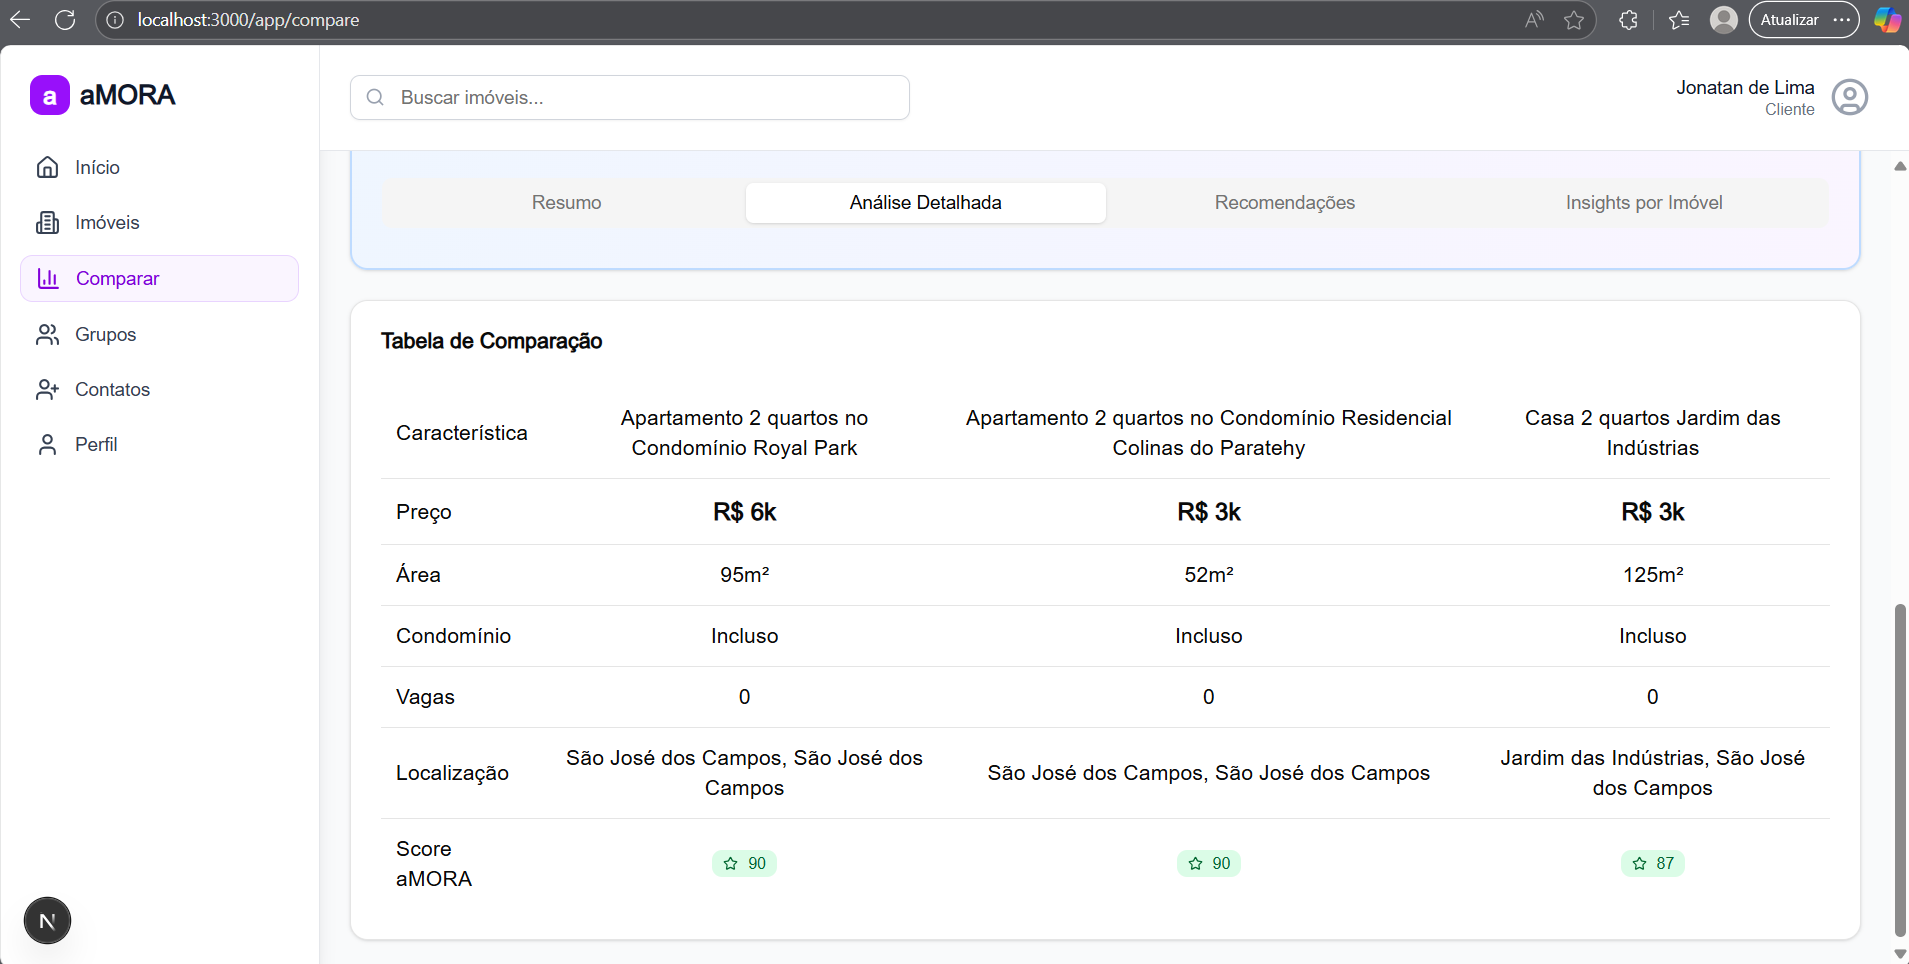 localhost:3000/app/compare
Atualizar
a aMORA
Buscar imóveis...
Jonatan de Lima
Cliente
Início
Imóveis
Comparar
Grupos
Contatos
Perfil
N
Resumo
Análise Detalhada
Recomendações
Insights por Imóvel
Tabela de Comparação
Característica
Apartamento 2 quartos no
Condomínio Royal Park
Apartamento 2 quartos no Condomínio Residencial
Colinas do Paratehy
Casa 2 quartos Jardim das
Indústrias
Preço R$ 6k R$ 3k R$ 3k
Área 95m² 52m² 125m²
Condomínio Incluso Incluso Incluso
Vagas 0 0 0
Localização
São José dos Campos, São José dos
Campos
São José dos Campos, São José dos Campos
Jardim das Indústrias, São José
dos Campos
Score
aMORA
90 90 87